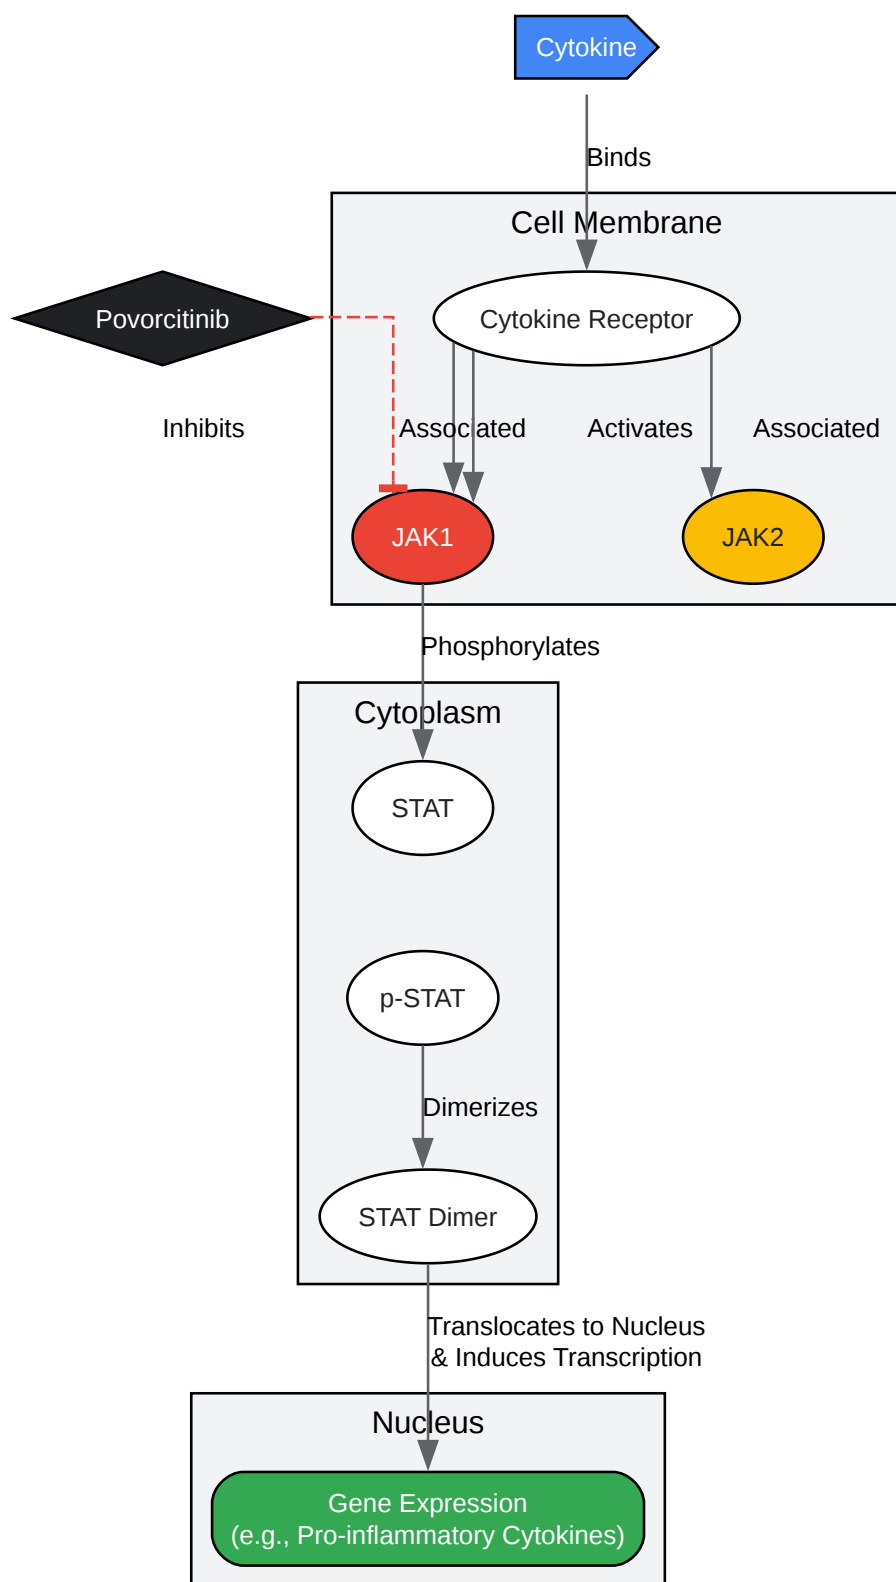 Cytokine
Binds
Cell Membrane
Povorcitinib
Cytokine Receptor
Inhibits
Associated
Activates
Associated
JAK1
JAK2
Phosphorylates
Cytoplasm
STAT
p-STAT
Dimerizes
STAT Dimer
Translocates to Nucleus
& Induces Transcription
Nucleus
Gene Expression
(e.g., Pro-inflammatory Cytokines)